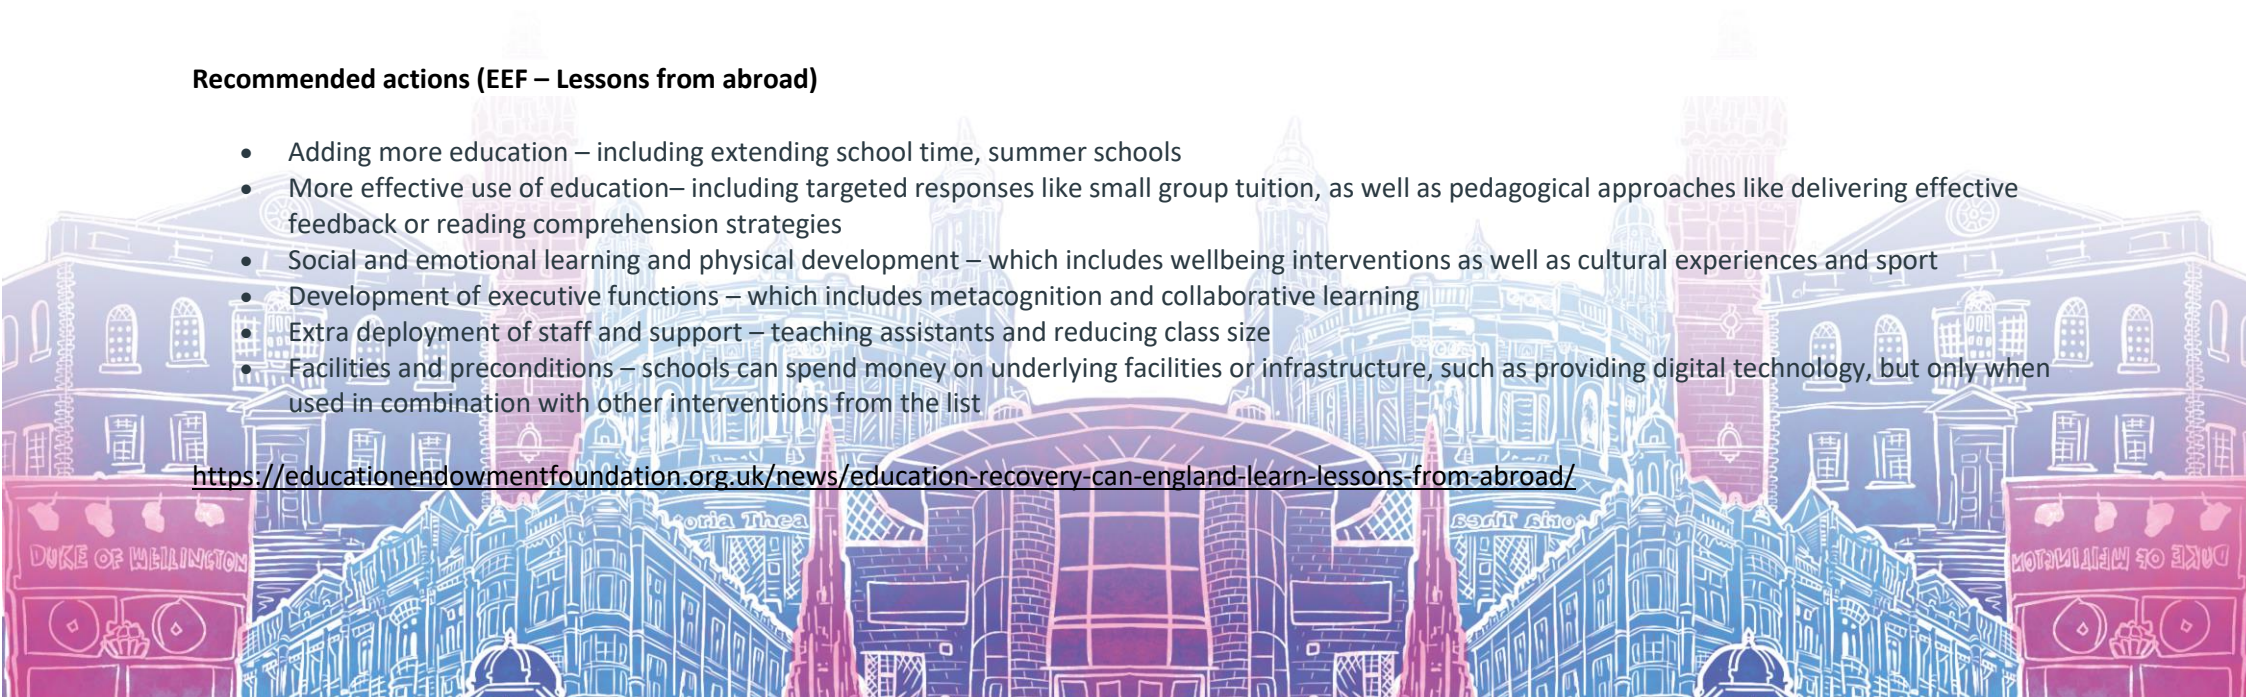 Recommended actions (EEF – Lessons from abroad)
• Adding more education – including extending school time, summer schools
• More effective use of education– including targeted responses like small group tuition, as well as pedagogical approaches like delivering effective
feedback or reading comprehension strategies
• Social and emotional learning and physical development – which includes wellbeing interventions as well as cultural experiences and sport
• Development of executive functions – which includes metacognition and collaborative learning
• Extra deployment of staff and support – teaching assistants and reducing class size
• Facilities and preconditions – schools can spend money on underlying facilities or infrastructure, such as providing digital technology, but only when
used in combination with other interventions from the list
https://educationendowmentfoundation.org.uk/news/education-recovery-can-england-learn-lessons-from-abroad/
oria Thea
DUKE OF WELLINGTON
DUKE OF WELLINGTON